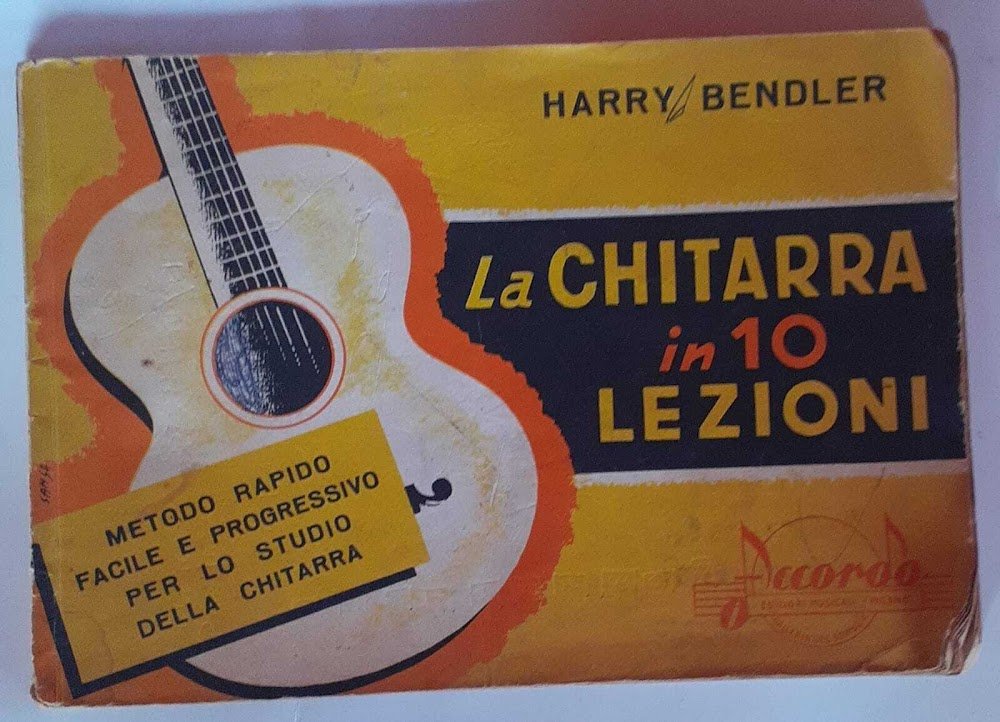 HARRY BENDLER
La CHITARRA
in 10
LEZIONI
METODO RAPIDO
FACILE E PROGRESSIVO
PER LO STUDIO
DELLA CHITARRA
Accordo